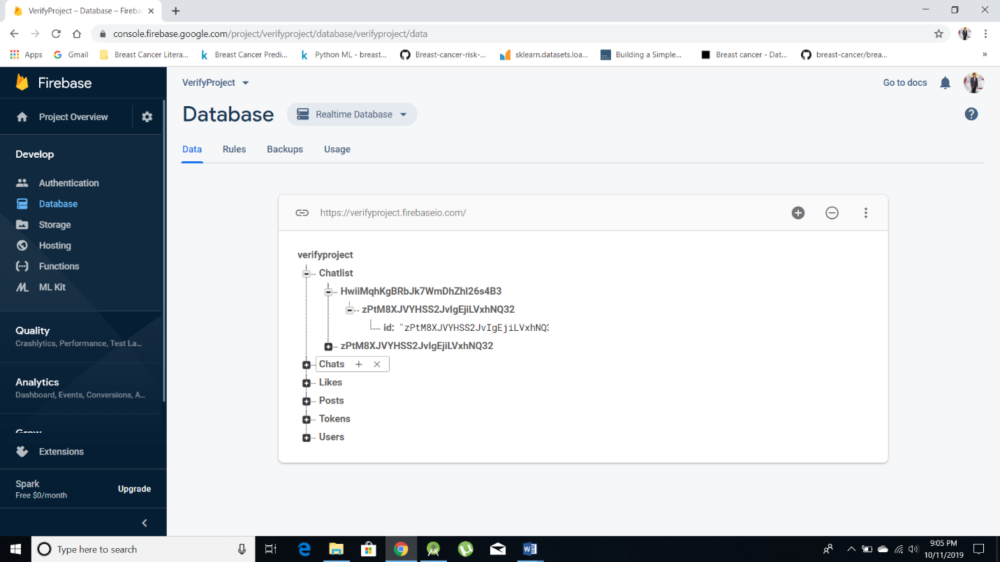 VerifyProject – Database – Fireba
console.firebase.google.com/project/verifyproject/database/verifyproject/data
Apps
Gmail
Breast Cancer Litera...
Breast Cancer Predi...
Python ML - breast...
Breast-cancer-risk-...
sklearn.datasets.loa...
Building a Simple...
Breast cancer - Dat...
breast-cancer/brea...
»
Firebase
Project Overview
Develop
Authentication
Database
Storage
Hosting
Functions
ML Kit
Quality
Crashlytics, Performance, Test La...
Analytics
Dashboard, Events, Conversions, A...
Grow
Extensions
Spark
Free $0/month
Upgrade
VerifyProject
Go to docs
Database
Realtime Database
Data
Rules
Backups
Usage
https://verifyproject.firebaseio.com/
verifyproject
Chatlist
HwiiMqhKgBRbJk7WmDhZhl26s4B3
zPtM8XJVYHSS2JvIgEjiLVxhNQ32
id: "zPtM8XJVYHSS2JvIgEjiLVxhNQ3
zPtM8XJVYHSS2JvIgEjiLVxhNQ32
Chats
Likes
Posts
Tokens
Users
Type here to search
9:05 PM
10/11/2019